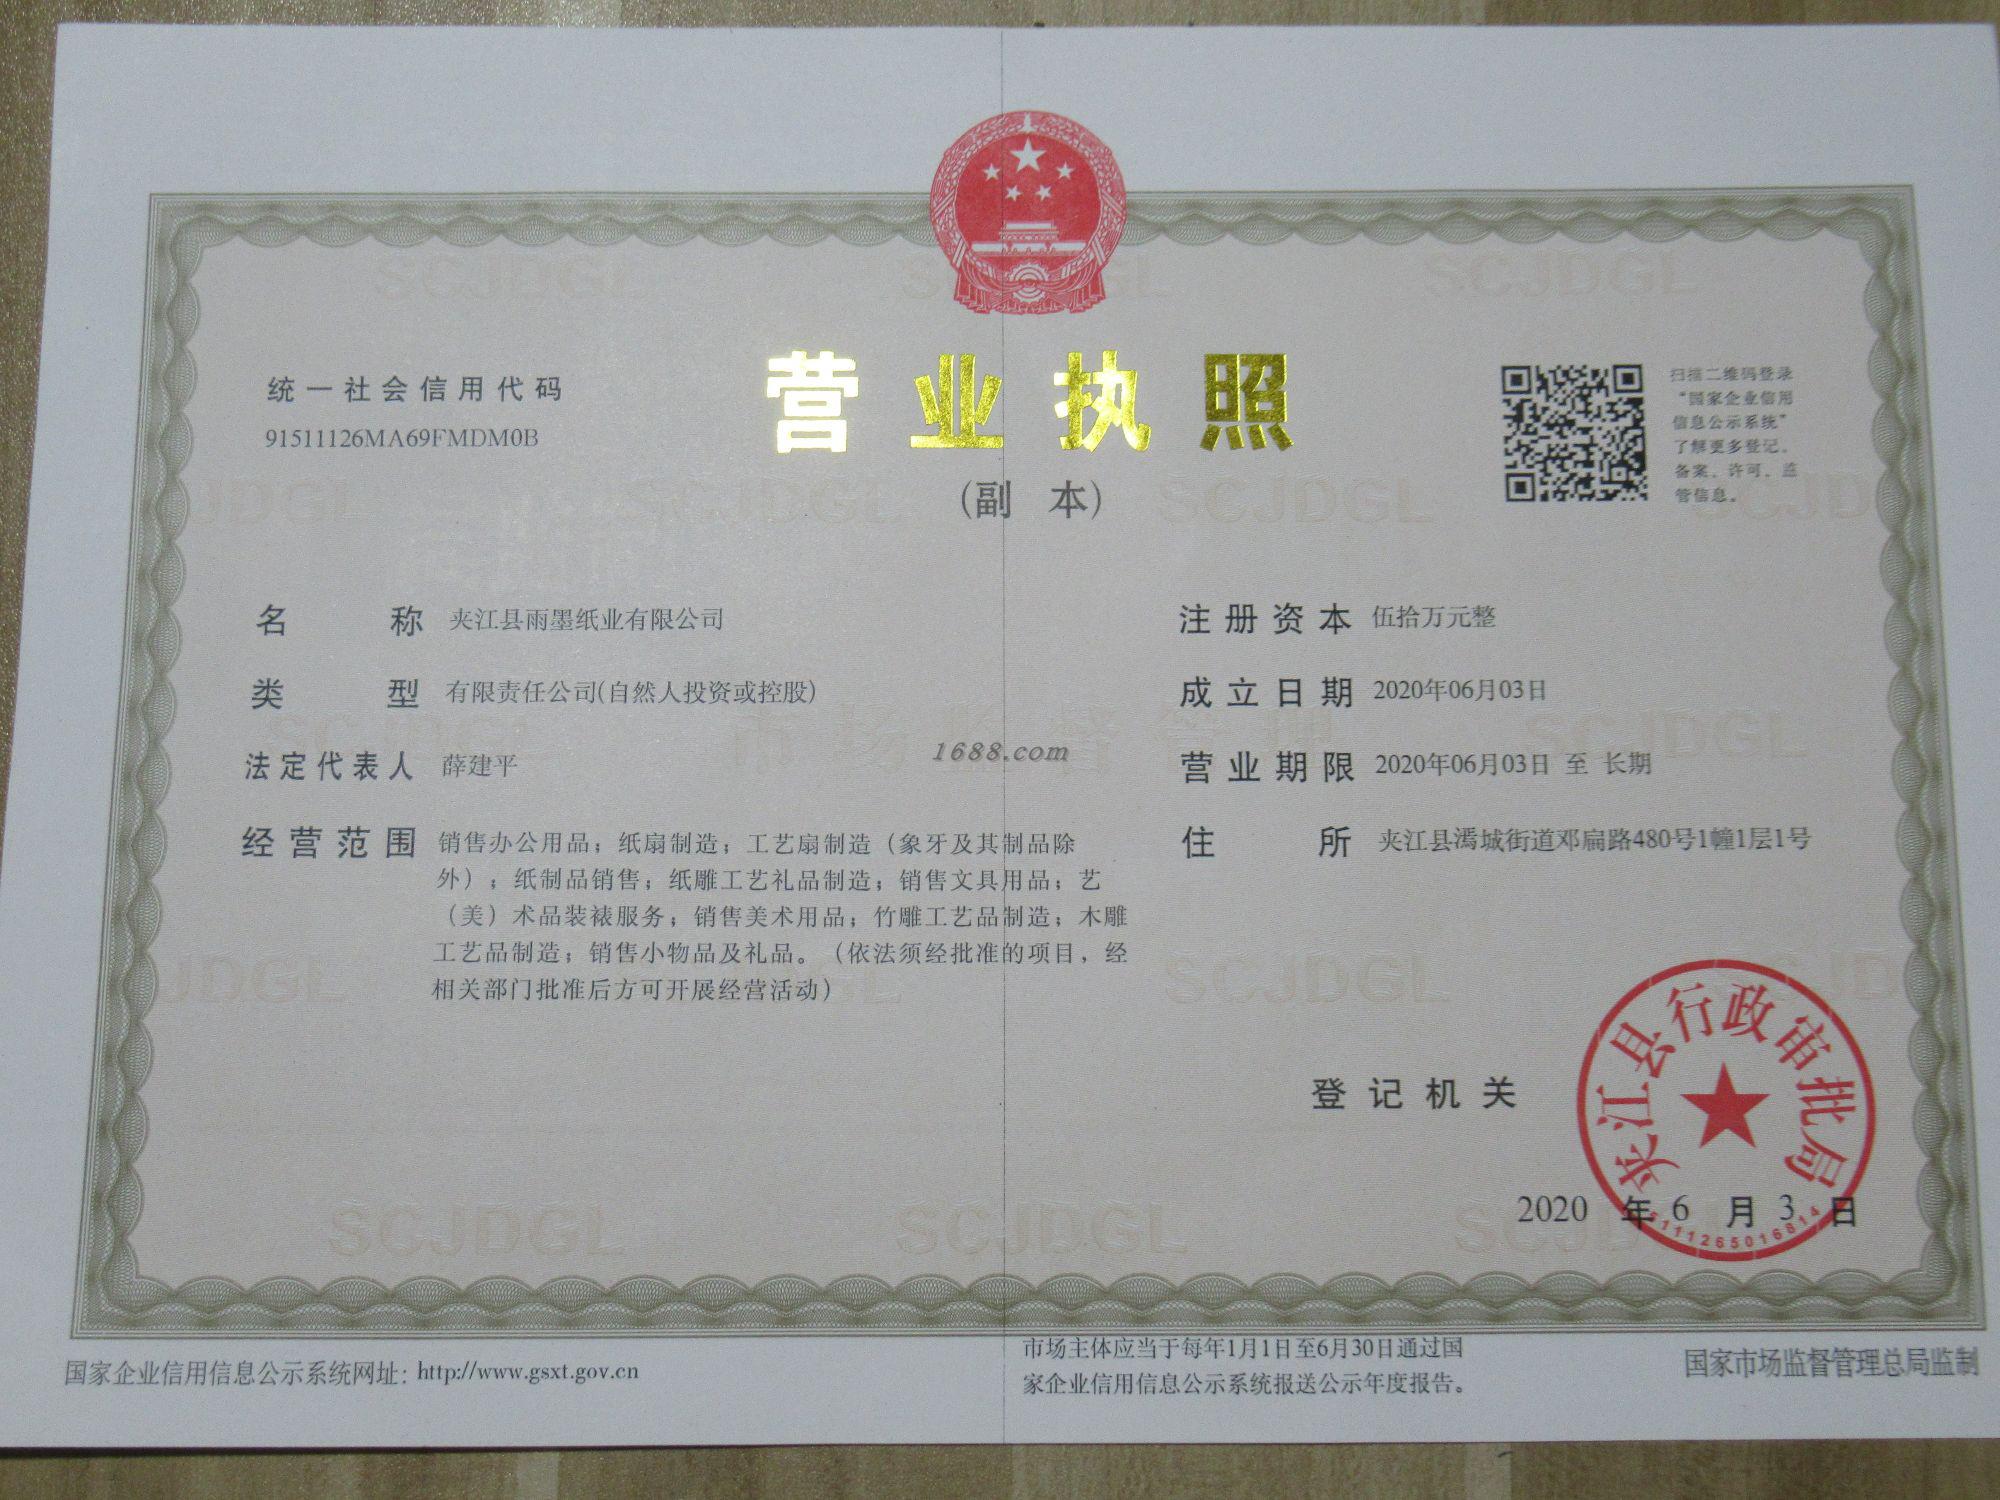 统一社会信用代码
91511126MA69FMDM0B
营业执照
(副 本)
扫描二维码登录
“国家企业信用
信息公示系统”
了解更多登记、
备案、许可、监
管信息。
名 称 夹江县雨墨纸业有限公司
类 型 有限责任公司(自然人投资或控股)
法定代表人 薛建平
经营范围 销售办公用品；纸扇制造；工艺扇制造（象牙及其制品除
外）；纸制品销售；纸雕工艺礼品制造；销售文具用品；艺
（美）术品装裱服务；销售美术用品；竹雕工艺品制造；木雕
工艺品制造；销售小物品及礼品。（依法须经批准的项目，经
相关部门批准后方可开展经营活动）
注册资本 伍拾万元整
成立日期 2020年06月03日
营业期限 2020年06月03日 至 长期
住 所 夹江县漹城街道邓扁路480号1幢1层1号
1688.com
登记机关
夹江县行政审批局
5111265016814
2020 年 6 月 3 日
国家企业信用信息公示系统网址：http://www.gsxt.gov.cn
市场主体应当于每年1月1日至6月30日通过国
家企业信用信息公示系统报送公示年度报告。
国家市场监督管理总局监制
SCJDGL
市场监督管理